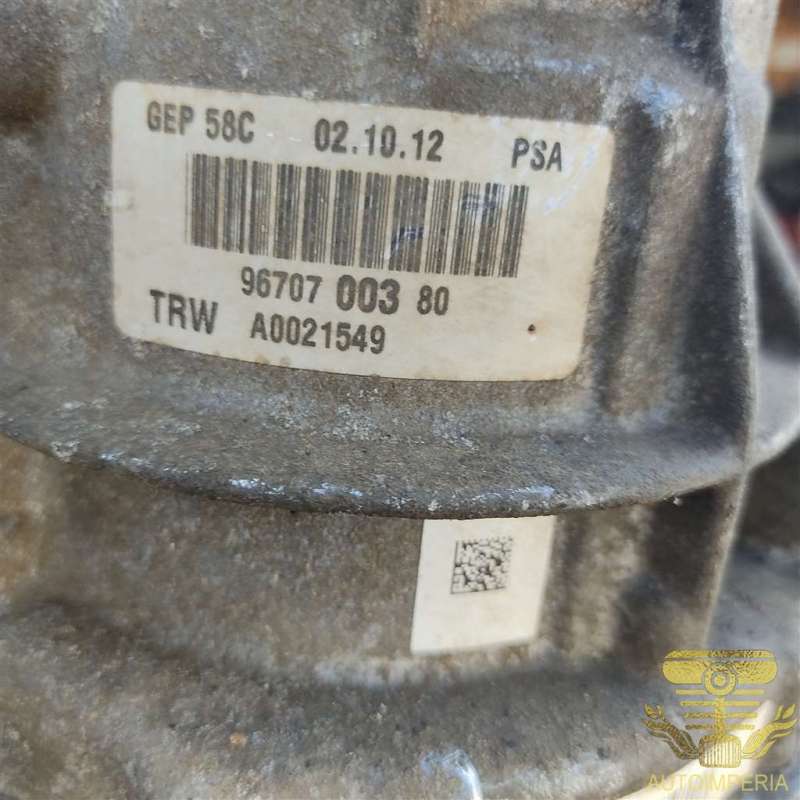 GEP 58C 02.10.12 PSA
96707 003 80
TRW A0021549
AUTOIMPERIA